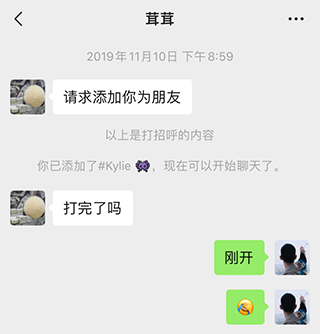 茸茸
2019年11月10日 下午8:59
请求添加你为朋友
以上是打招呼的内容
你已添加了#Kylie 👾，现在可以开始聊天了。
打完了吗
刚开